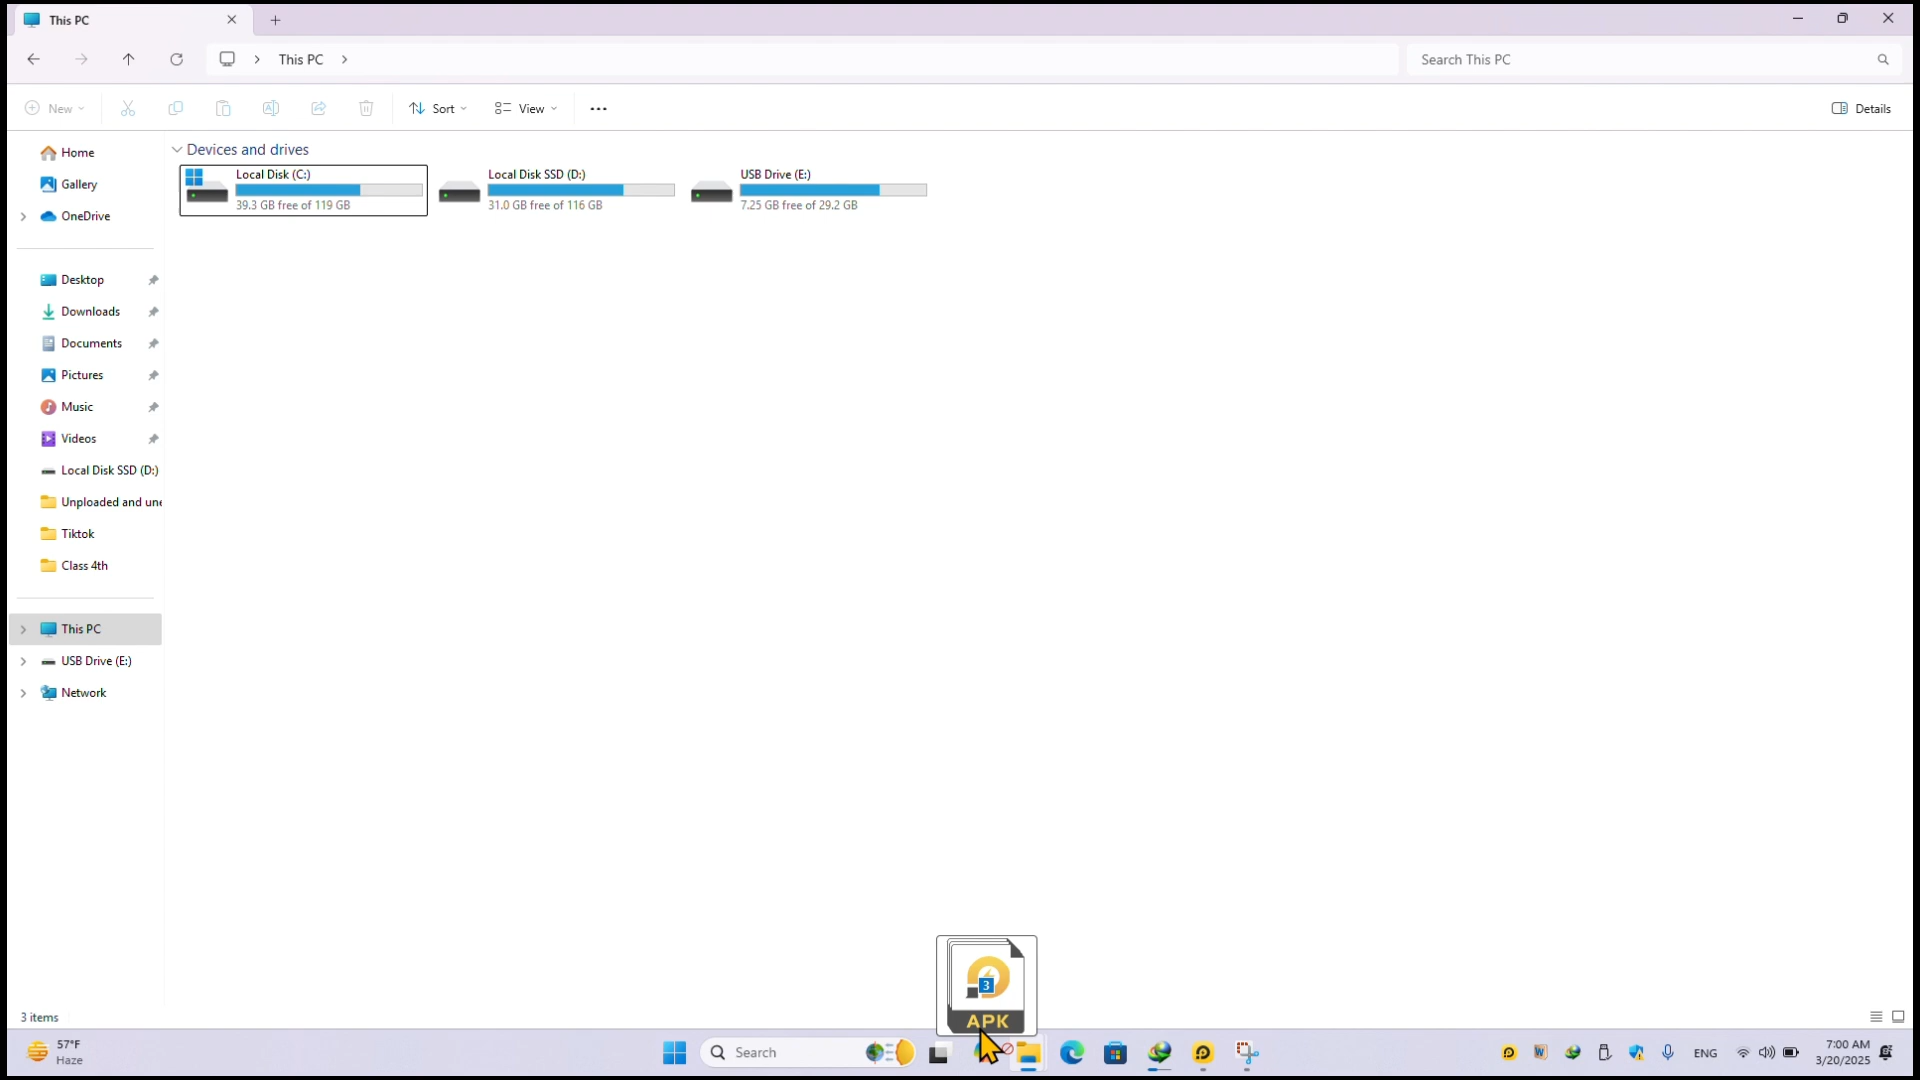 This PC
This PC
Search This PC
New
Sort
View
Details
Home
Gallery
OneDrive
Desktop
Downloads
Documents
Pictures
Music
Videos
Local Disk SSD (D:)
Unploaded and une
Tiktok
Class 4th
This PC
USB Drive (E:)
Network
Devices and drives
Local Disk (C:)
39.3 GB free of 119 GB
Local Disk SSD (D:)
31.0 GB free of 116 GB
USB Drive (E:)
7.25 GB free of 29.2 GB
3
APK
3 items
57°F
Haze
Search
ENG
7:00 AM
3/20/2025